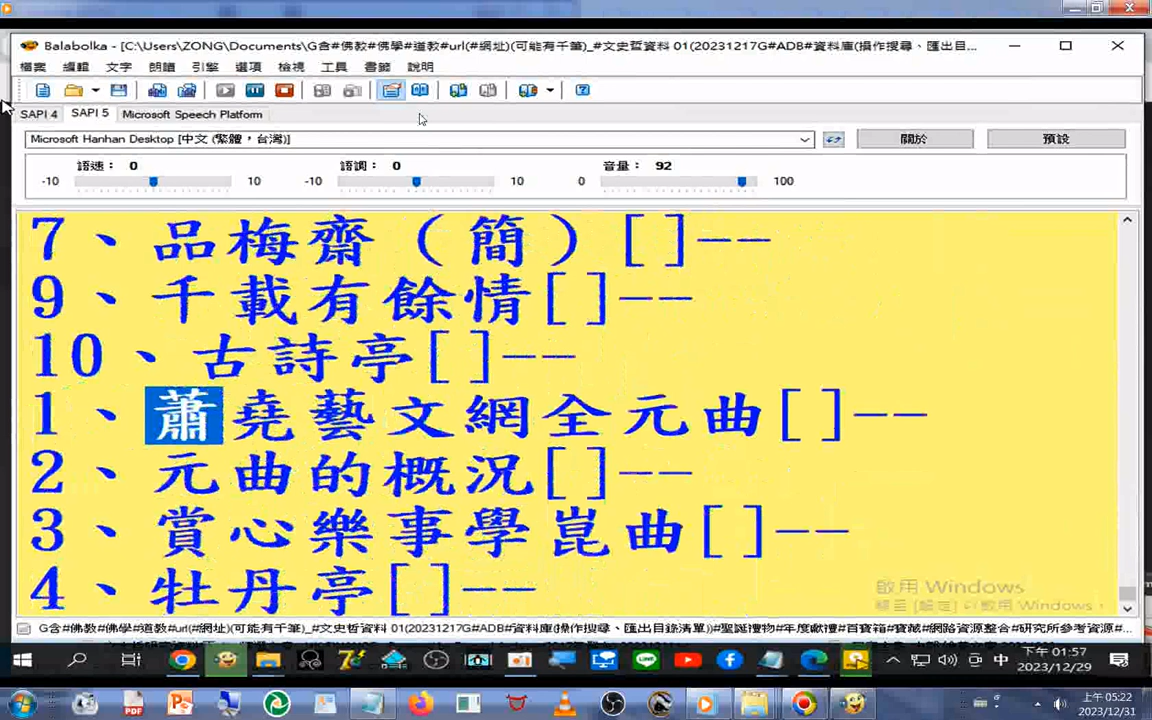 Balabolka - [C:\Users\ZONG\Documents\G含#佛教#佛學#道教#url(#網址)(可能有千筆)_#文史哲資料 01(20231217G#ADB#資料庫(操作搜尋、匯出目...
檔案 編輯 文字 朗讀 引擎 選項 檢視 工具 書籤 說明
SAPI 4 SAPI 5 Microsoft Speech Platform
Microsoft Hanhan Desktop [中文 (繁體，台灣)] 關於 預設
語速： 0 語調： 0 音量： 92
-10 10 -10 10 0 100
7、品梅齋（簡）[]--
9、千載有餘情[]--
10、古詩亭[]--
1、蕭堯藝文網全元曲[]--
2、元曲的概況[]--
3、賞心樂事學崑曲[]--
4、牡丹亭[]--
啟用 Windows
移至 [設定] 以啟用 Windows。
G含#佛教#佛學#道教#url(#網址)(可能有千筆)_#文史哲資料 01(20231217G#ADB#資料庫(操作搜尋、匯出目錄清單))#聖誕禮物#年度獻禮#百寶箱#寶藏#網路資源整合#研究所參考資源#...
中 下午 01:57
2023/12/29
上午 05:22
2023/12/31